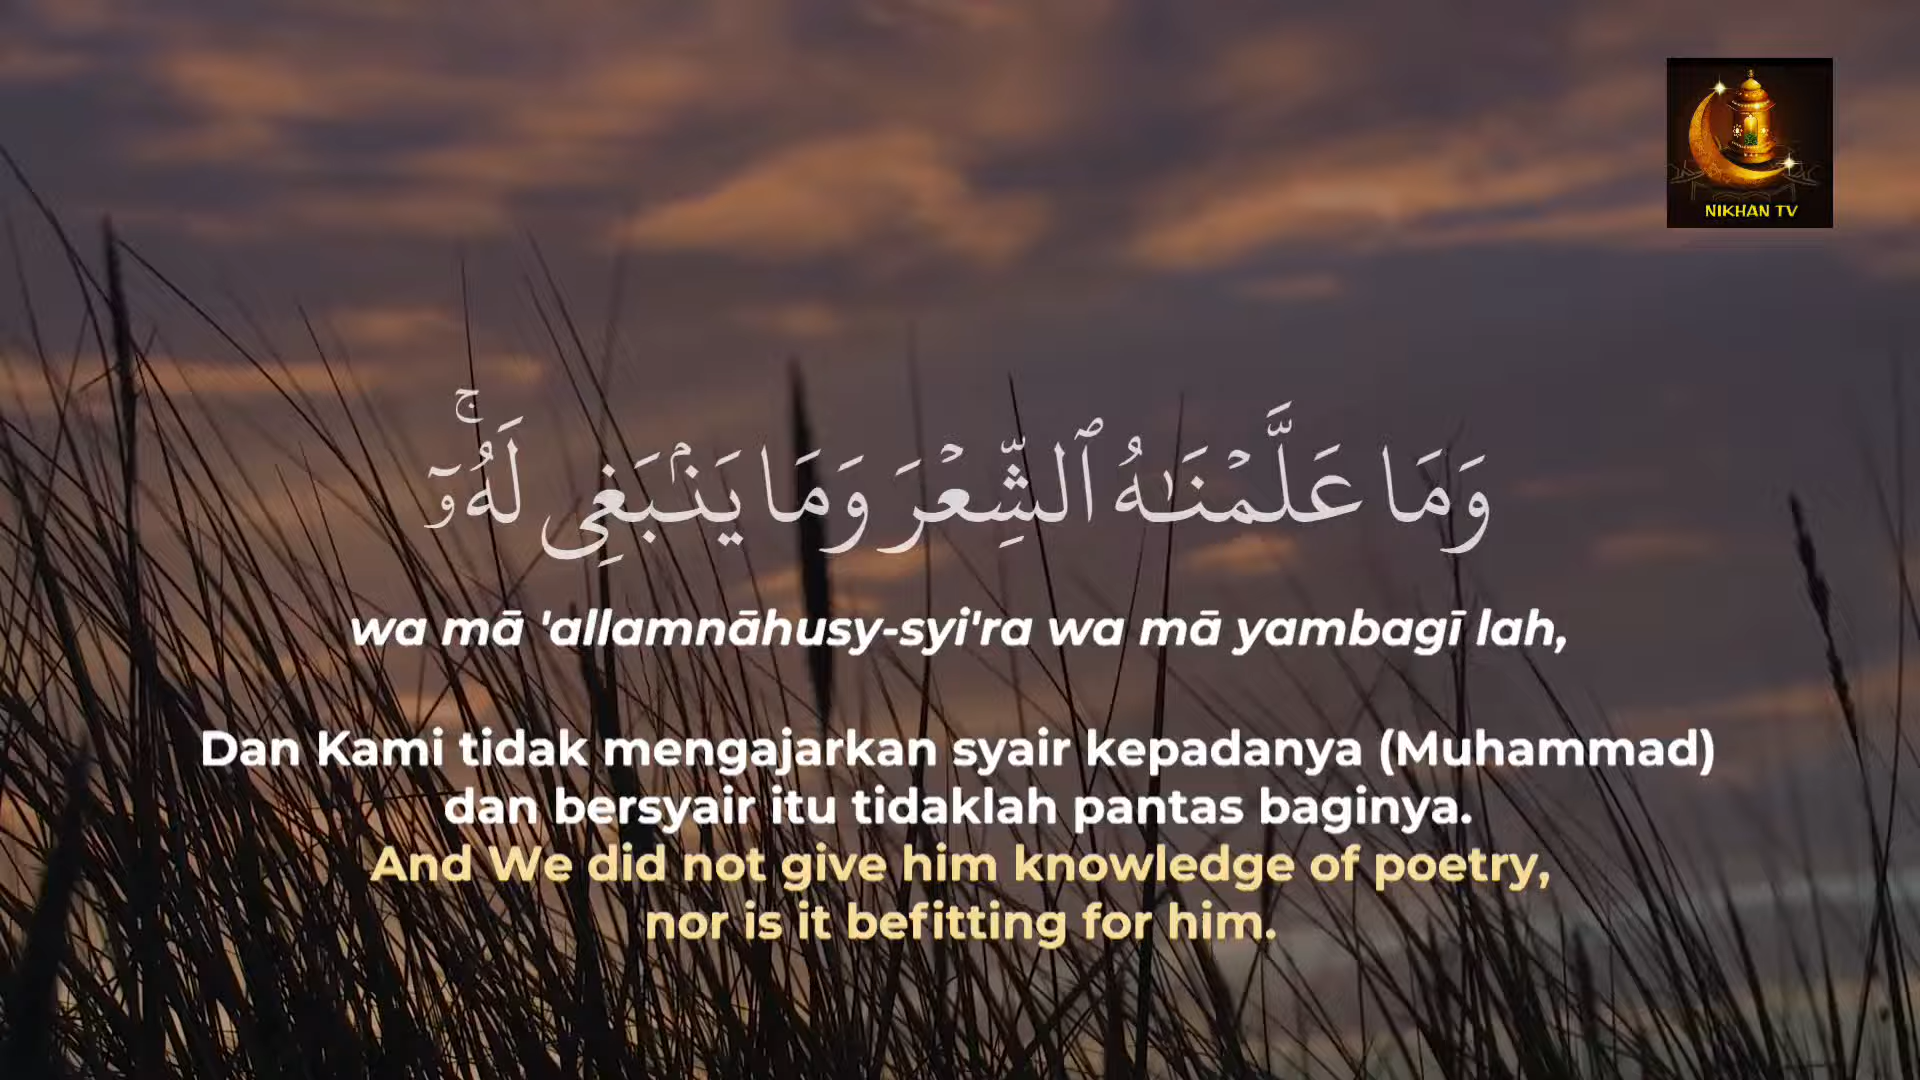 NIKHAN TV
وَمَا عَلَّمْنَـٰهُ ٱلشِّعْرَ وَمَا يَنۢبَغِى لَهُۥٓ ۚ
wa mā 'allamnāhusy-syi'ra wa mā yambagī lah,
Dan Kami tidak mengajarkan syair kepadanya (Muhammad)
dan bersyair itu tidaklah pantas baginya.
And We did not give him knowledge of poetry,
nor is it befitting for him.